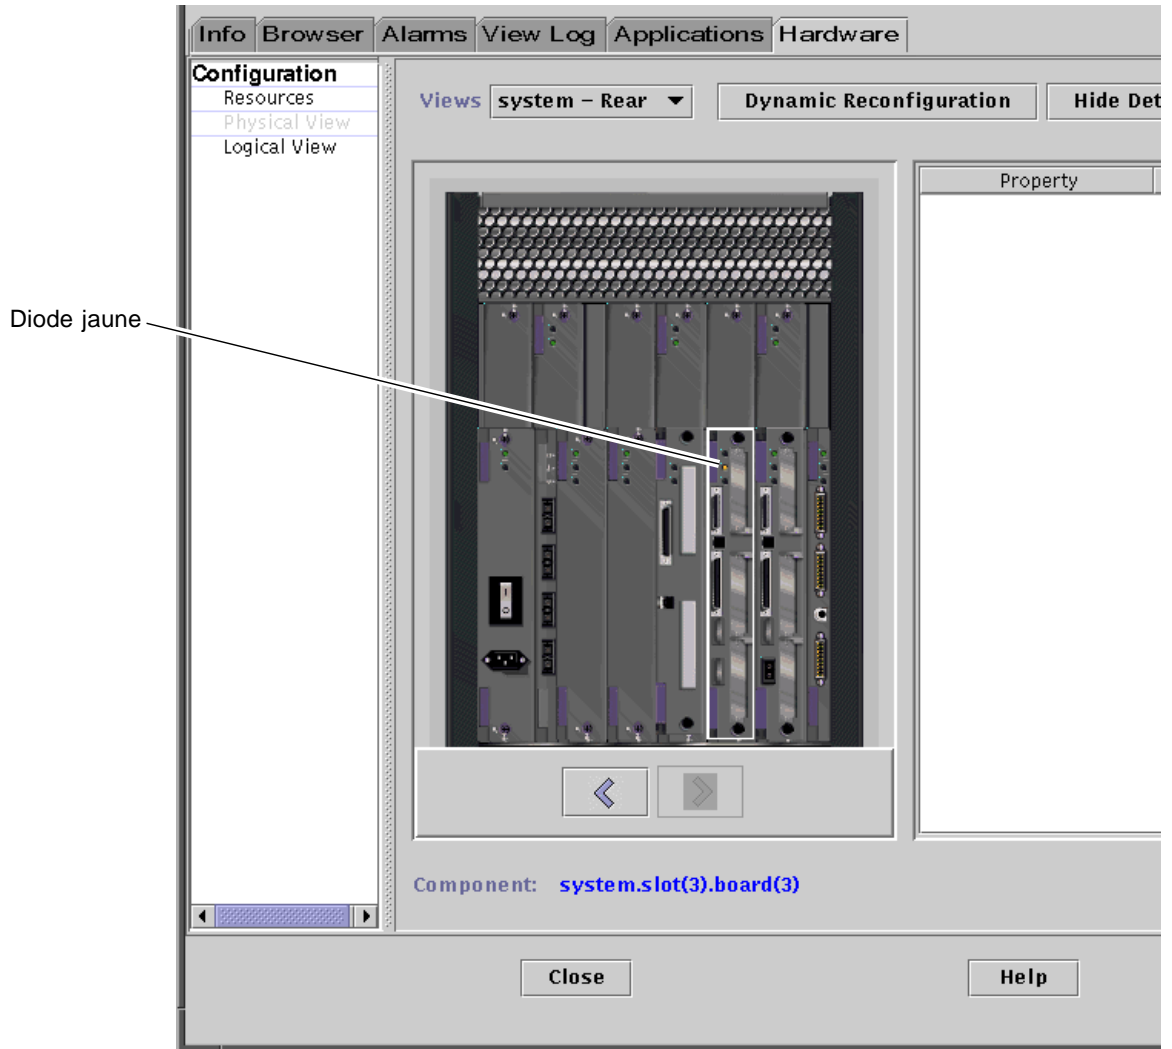 Info Browser Alarms View Log Applications Hardware
Configuration
Resources
Physical View
Logical View
Views system – Rear Dynamic Reconfiguration Hide Det
Property
Diode jaune
Component: system.slot(3).board(3)
Close Help